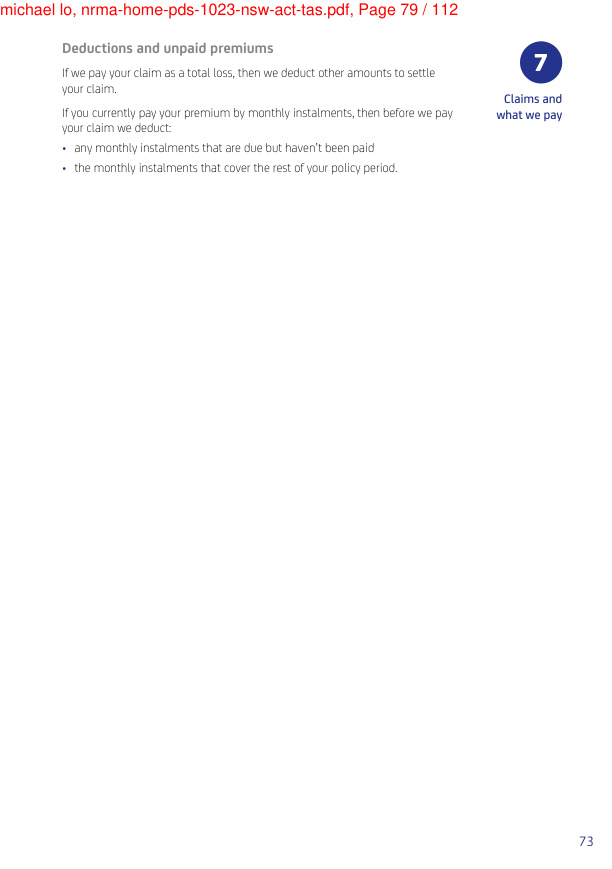 michael lo, nrma-home-pds-1023-nsw-act-tas.pdf, Page 79 / 112
Deductions and unpaid premiums
If we pay your claim as a total loss, then we deduct other amounts to settle
your claim.
If you currently pay your premium by monthly instalments, then before we pay
your claim we deduct:
• any monthly instalments that are due but haven't been paid
• the monthly instalments that cover the rest of your policy period.
7
Claims and
what we pay
73